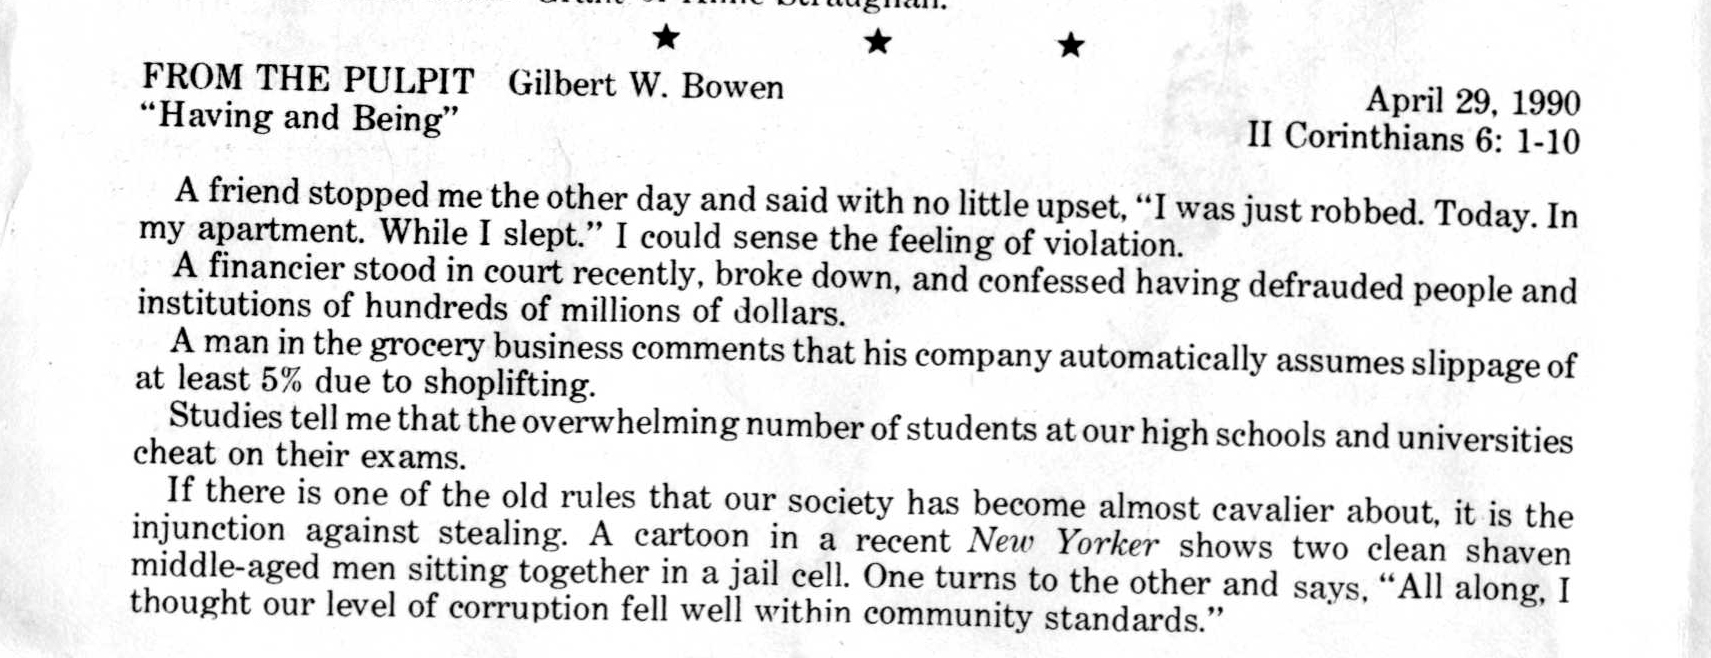 FROM THE PULPIT Gilbert W. Bowen
April 29, 1990
"Having and Being"
II Corinthians 6: 1-10
A friend stopped me the other day and said with no little upset, "I was just robbed. Today. In
my apartment. While I slept." I could sense the feeling of violation.
A financier stood in court recently, broke down, and confessed having defrauded people and
institutions of hundreds of millions of dollars.
A man in the grocery business comments that his company automatically assumes slippage of
at least 5% due to shoplifting.
Studies tell me that the overwhelming number of students at our high schools and universities
cheat on their exams.
If there is one of the old rules that our society has become almost cavalier about, it is the
injunction against stealing. A cartoon in a recent New Yorker shows two clean shaven
middle-aged men sitting together in a jail cell. One turns to the other and says, "All along, I
thought our level of corruption fell well within community standards."